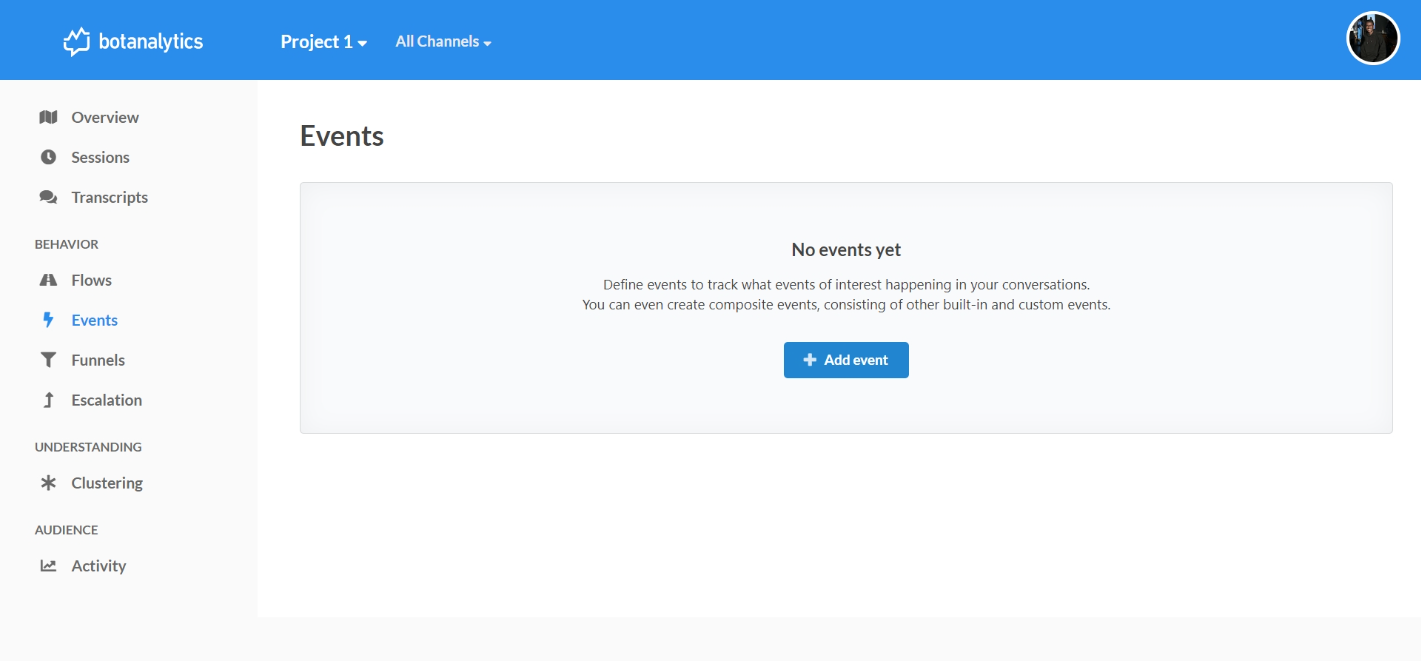 botanalytics
Project 1
All Channels
Overview
Sessions
Transcripts
BEHAVIOR
Flows
Events
Funnels
Escalation
UNDERSTANDING
Clustering
AUDIENCE
Activity
Events
No events yet
Define events to track what events of interest happening in your conversations.
You can even create composite events, consisting of other built-in and custom events.
Add event